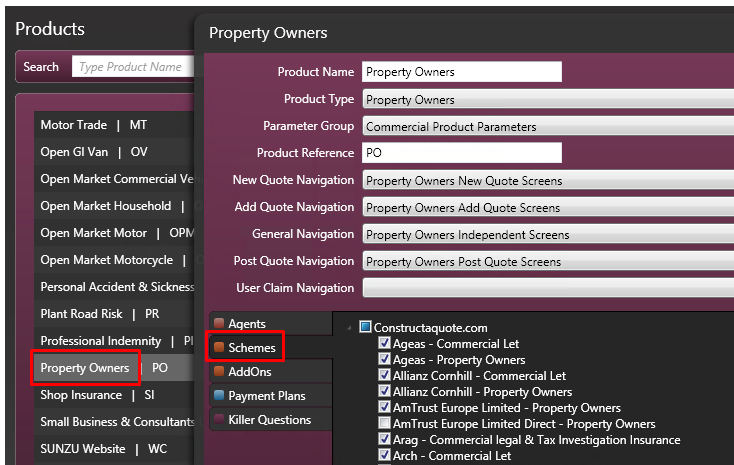 Products
Search Type Product Name
Motor Trade | MT
Open GI Van | OV
Open Market Commercial Ve
Open Market Household |
Open Market Motor | OPM
Open Market Motorcycle |
Personal Accident & Sickness
Plant Road Risk | PR
Professional Indemnity | PI
Property Owners | PO
Shop Insurance | SI
Small Business & Consultants
SUNZU Website | WC
Property Owners
Product Name Property Owners
Product Type Property Owners
Parameter Group Commercial Product Parameters
Product Reference PO
New Quote Navigation Property Owners New Quote Screens
Add Quote Navigation Property Owners Add Quote Screens
General Navigation Property Owners Independent Screens
Post Quote Navigation Property Owners Post Quote Screens
User Claim Navigation
Agents
Schemes
AddOns
Payment Plans
Killer Questions
Constructaquote.com
Ageas - Commercial Let
Ageas - Property Owners
Allianz Cornhill - Commercial Let
Allianz Cornhill - Property Owners
AmTrust Europe Limited - Property Owners
AmTrust Europe Limited Direct - Property Owners
Arag - Commercial legal & Tax Investigation Insurance
Arch - Commercial Let